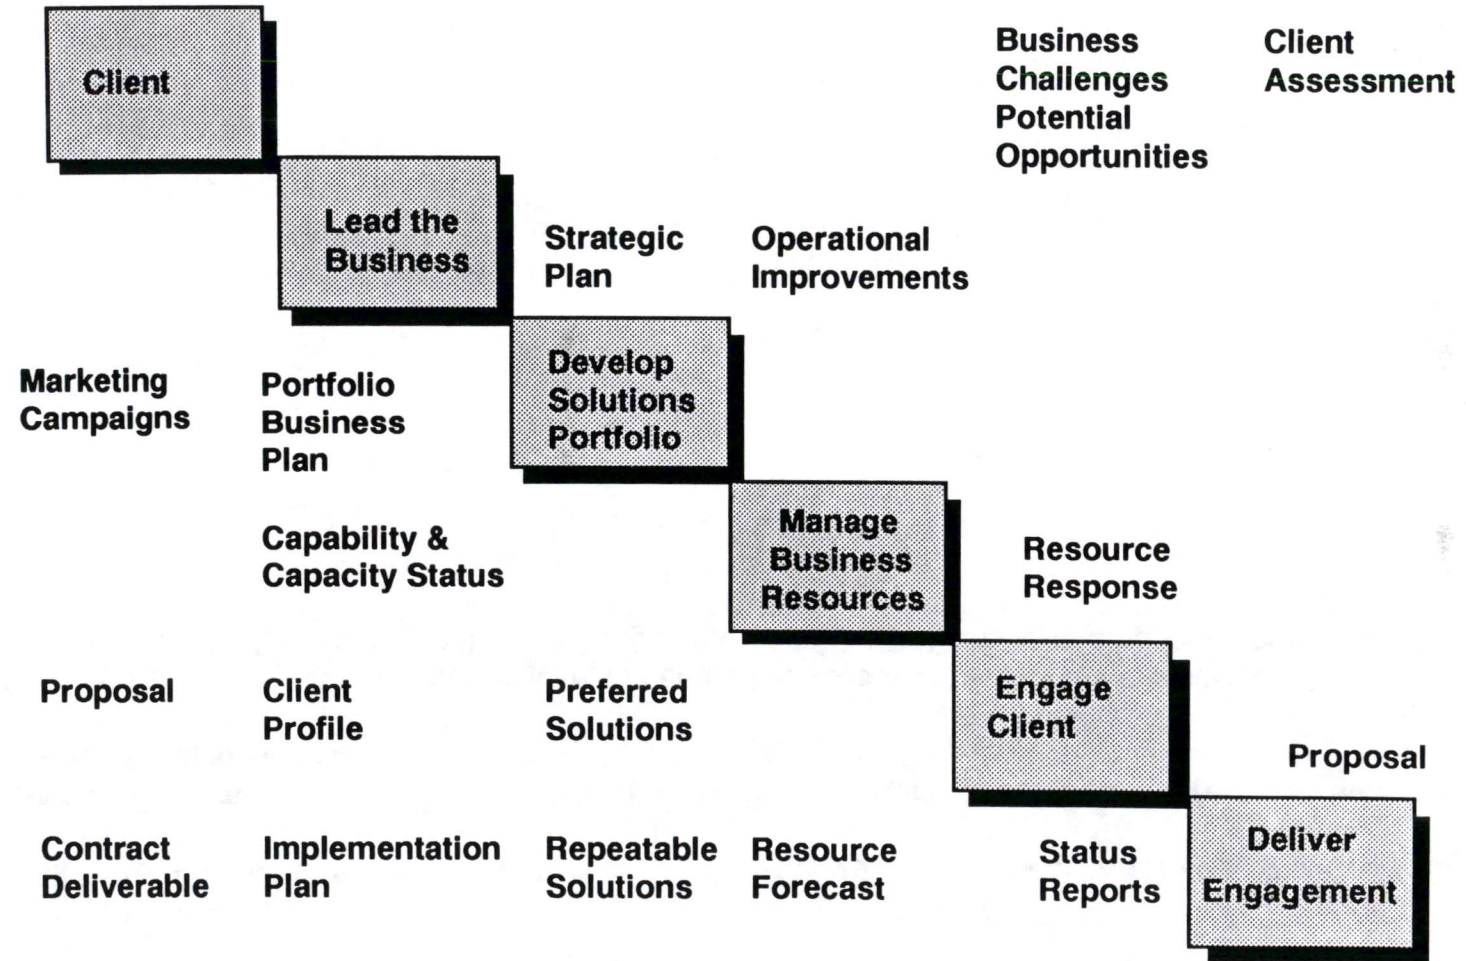 Client
Business
Challenges
Potential
Opportunities
Client
Assessment
Lead the
Business
Strategic
Plan
Operational
Improvements
Marketing
Campaigns
Portfolio
Business
Plan
Develop
Solutions
Portfolio
Capability &
Capacity Status
Manage
Business
Resources
Resource
Response
Proposal
Client
Profile
Preferred
Solutions
Engage
Client
Proposal
Contract
Deliverable
Implementation
Plan
Repeatable
Solutions
Resource
Forecast
Status
Reports
Deliver
Engagement